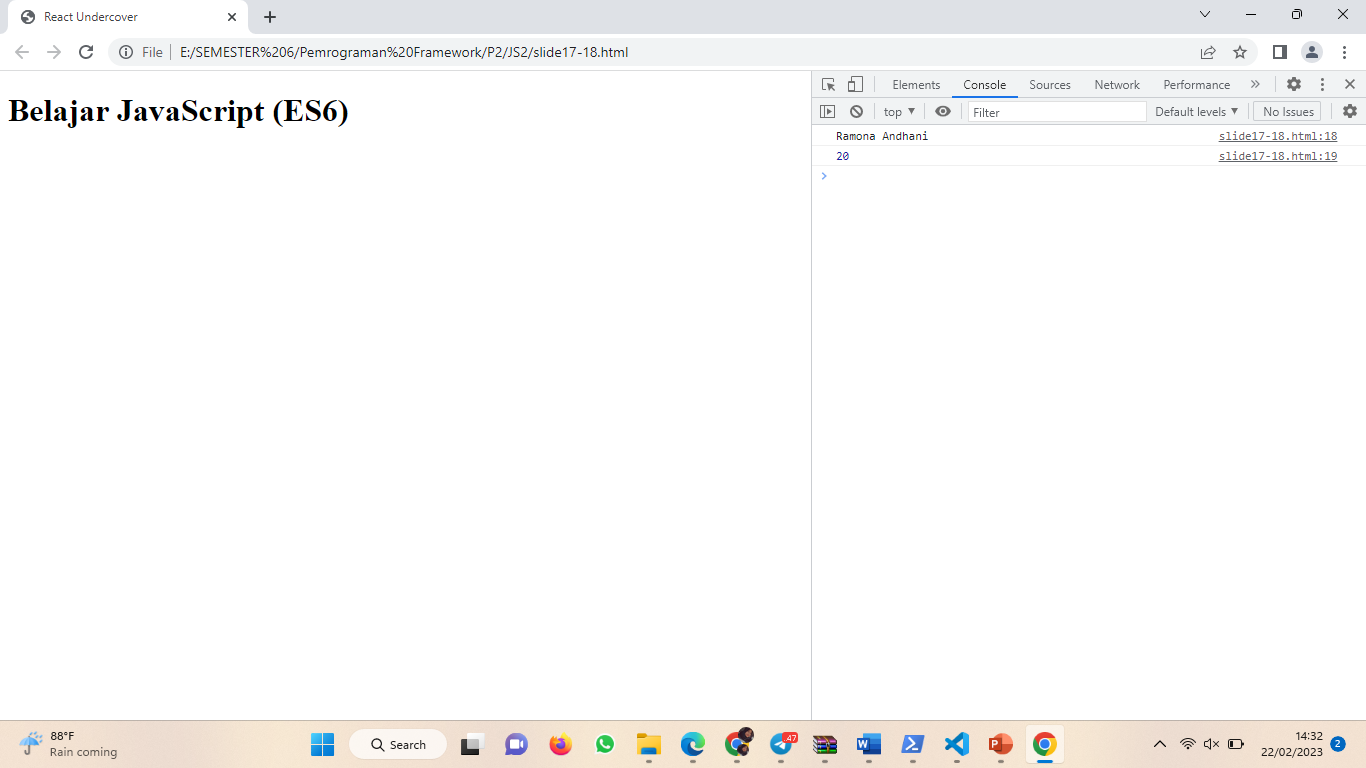 React Undercover
File
E:/SEMESTER%206/Pemrograman%20Framework/P2/JS2/slide17-18.html
Belajar JavaScript (ES6)
Elements Console Sources Network Performance
top Filter Default levels No Issues
Ramona Andhani slide17-18.html:18
20 slide17-18.html:19
88°F
Rain coming
Search
47
14:32
22/02/2023
2